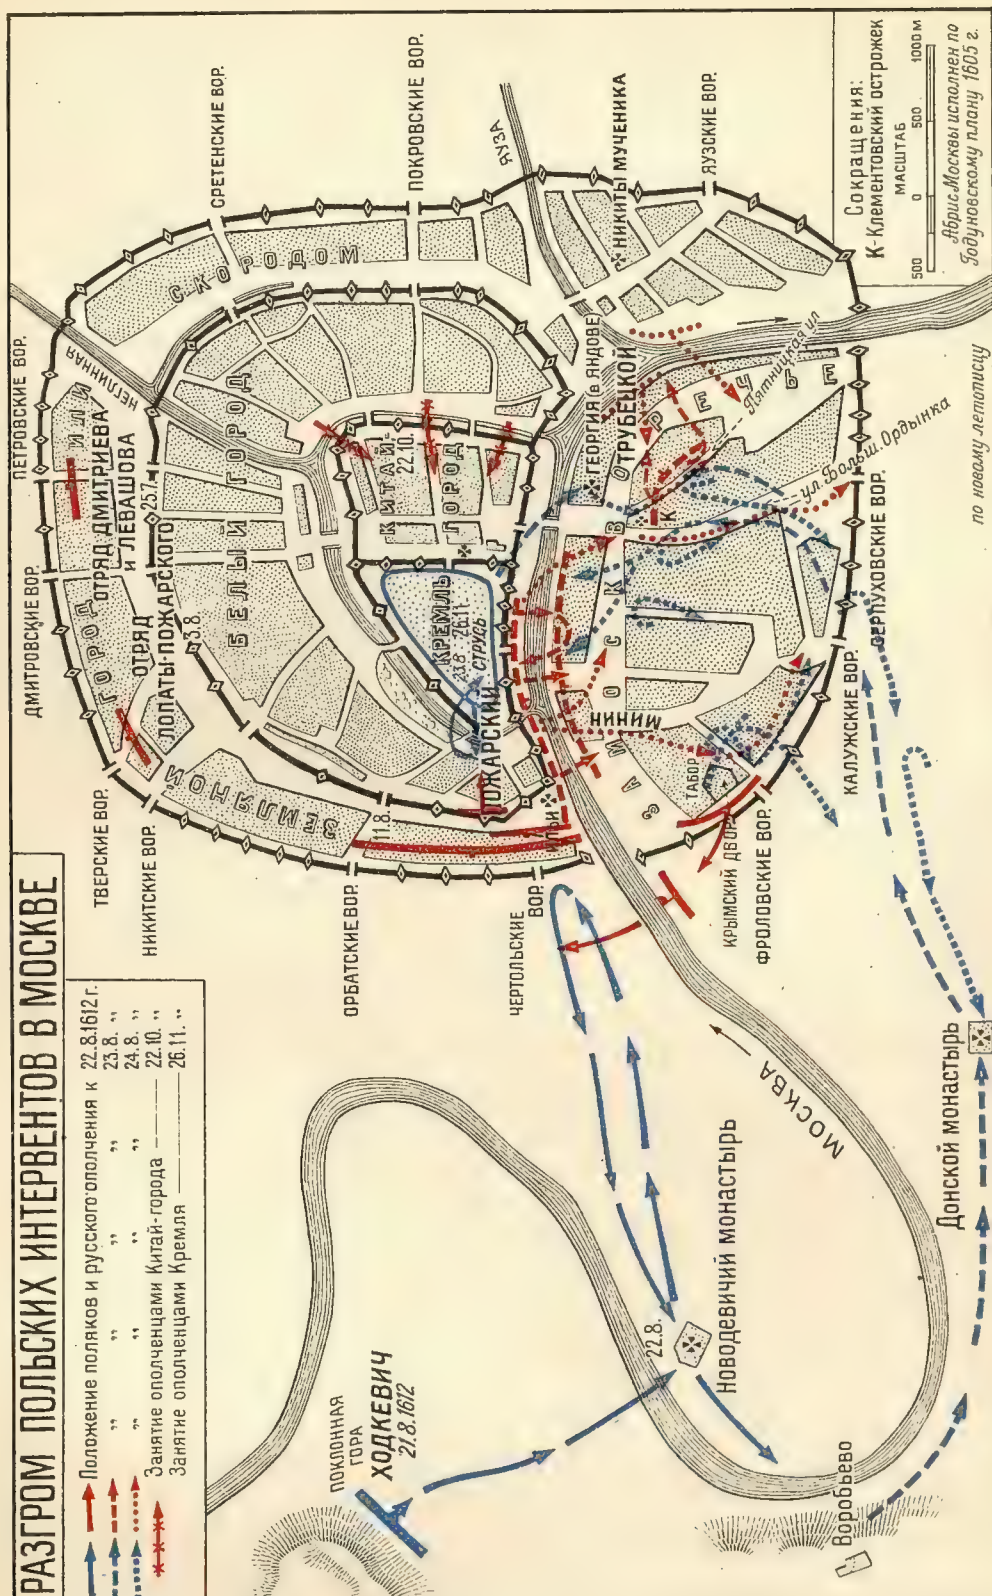 РАЗГРОМ ПОЛЬСКИХ ИНТЕРВЕНТОВ В МОСКВЕ
Положение поляков и русского ополчения к 22.8.1612 г.
" " " " 23.8. "
" " " " 24.8. "
Занятие ополченцами Китай-города 22.10. "
Занятие ополченцами Кремля 26.11. "
ПОКЛОННАЯ
ГОРА
ХОДКЕВИЧ
21.8.1612
22.8.
Новодевичий монастырь
Воробьево
Донской монастырь
МОСКВА
ТВЕРСКИЕ ВОР.
НИКИТСКИЕ ВОР.
ОРБАТСКИЕ ВОР.
ЧЕРТОЛЬСКИЕ
ВОР.
ДМИТРОВСКИЕ ВОР.
ПЕТРОВСКИЕ ВОР.
СРЕТЕНСКИЕ ВОР.
ПОКРОВСКИЕ ВОР.
ЯУЗСКИЕ ВОР.
СЕРПУХОВСКИЕ ВОР.
КАЛУЖСКИЕ ВОР.
ФРОЛОВСКИЕ ВОР.
КРЫМСКИЙ ДВОР
НЕГЛИННАЯ
ЯУЗА
СКОРОДОМ
ЗЕМЛЯНОЙ
ГОРОД
ИЛИ
ОТРЯД ДМИТРИЕВА
И ЛЕВАШОВА
25.7.
ОТРЯД
ЛОПАТЫ-ПОЖАРСКОГО
3.8.
БЕЛЫЙ ГОРОД
КИТАЙ-
22.10.
ГОРОД
КРЕМЛЬ
23.8 26.11.
СТРУСЬ
ПОЖАРСКИЙ
11.8.
ИЛЬИ
НИКИТЫ МУЧЕНИКА
ГЕОРГИЯ (В ЯНДОВЕ)
ТРУБЕЦКОЙ
ЗАМОСКВОРЕЧЬЕ
МИНИН
ТАБОР
К
Пятницкая ул
ул. Больш. Ордынка
Сокращения:
К-Клементовский острожек
МАСШТАБ
500 0 500 1000 М
Абрис Москвы исполнен по
Годуновскому плану 1605 г.
по новому летописцу